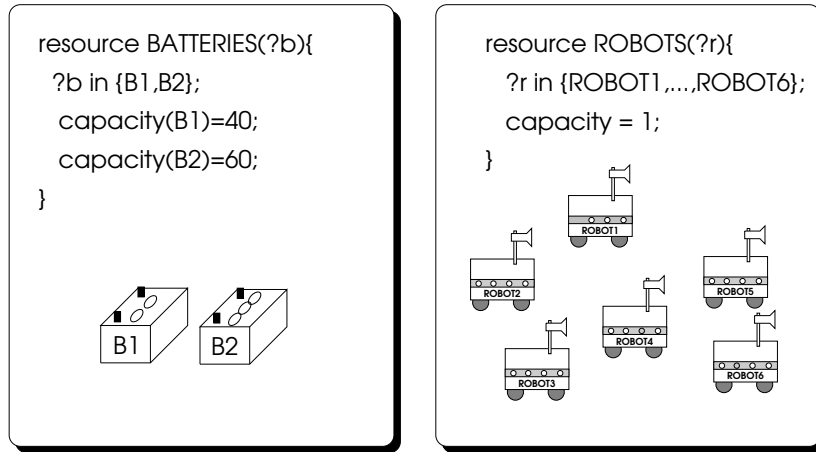 resource BATTERIES(?b){
?b in {B1,B2};
capacity(B1)=40;
capacity(B2)=60;
}
B1
B2
resource ROBOTS(?r){
?r in {ROBOT1,...,ROBOT6};
capacity = 1;
}
ROBOT1
ROBOT2
ROBOT5
ROBOT4
ROBOT3
ROBOT6